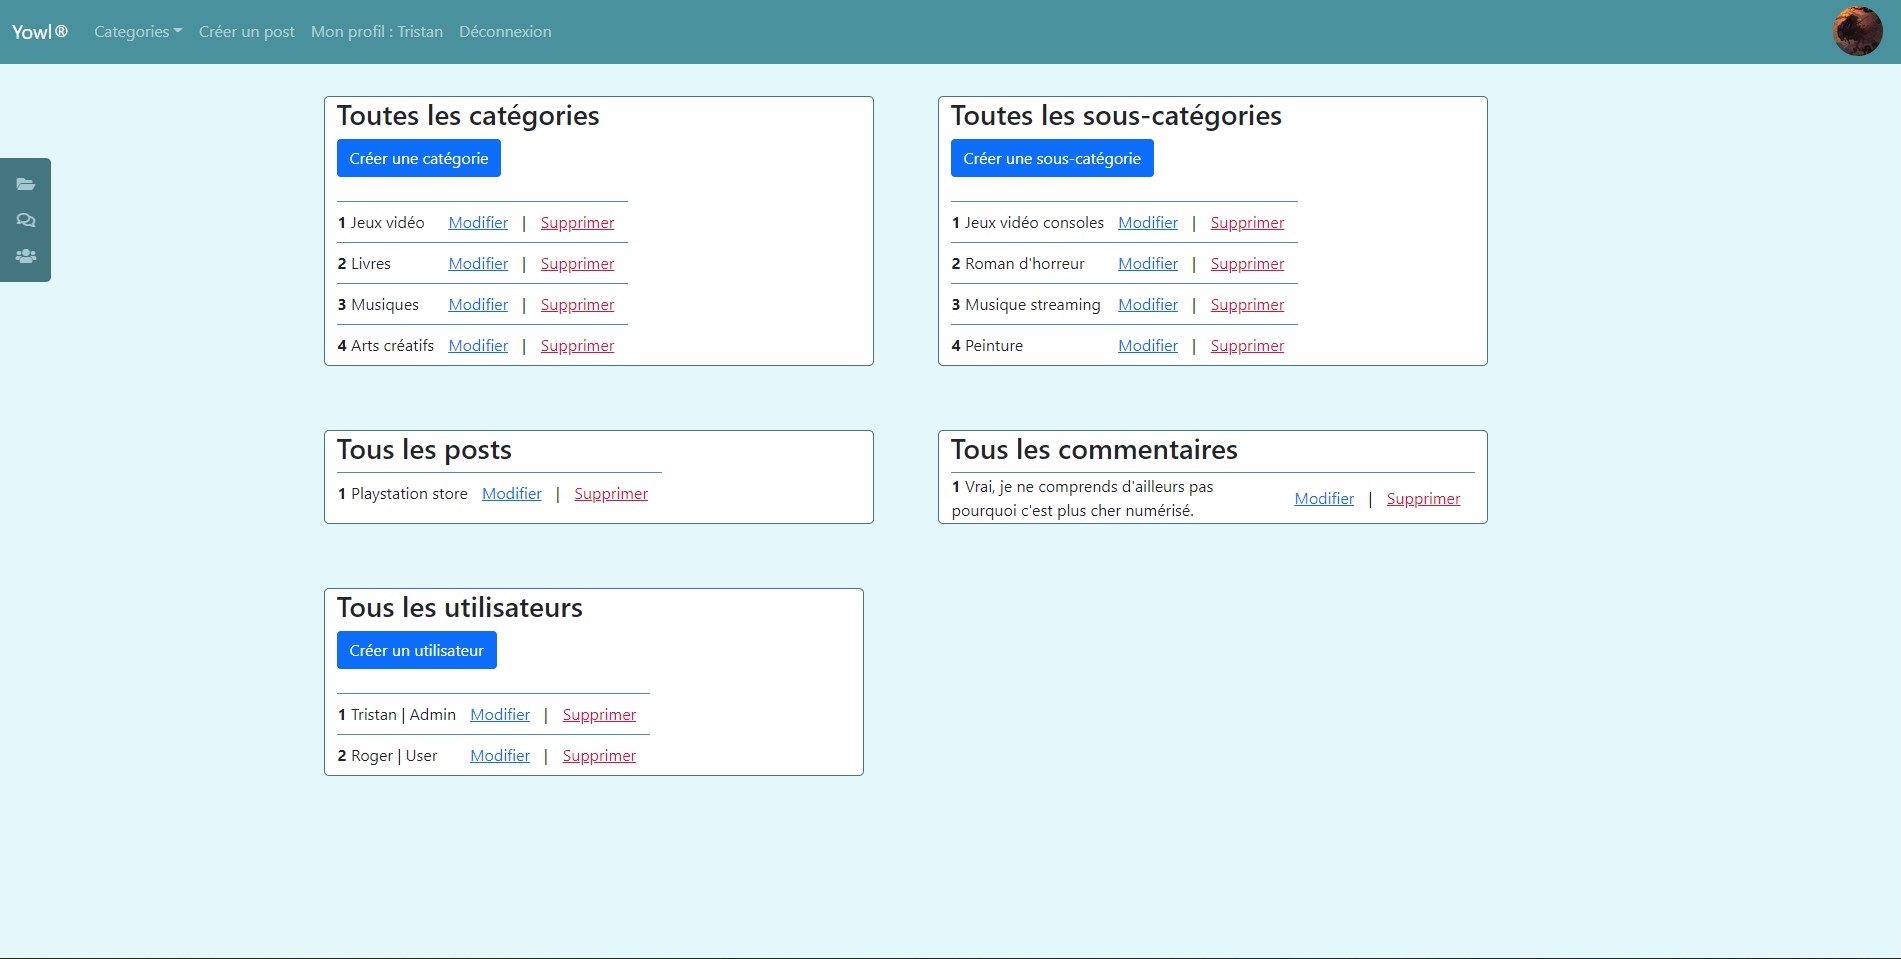 Yowl® Categories Créer un post Mon profil : Tristan Déconnexion
Toutes les catégories
Créer une catégorie
1 Jeux vidéo Modifier | Supprimer
2 Livres Modifier | Supprimer
3 Musiques Modifier | Supprimer
4 Arts créatifs Modifier | Supprimer
Toutes les sous-catégories
Créer une sous-catégorie
1 Jeux vidéo consoles Modifier | Supprimer
2 Roman d'horreur Modifier | Supprimer
3 Musique streaming Modifier | Supprimer
4 Peinture Modifier | Supprimer
Tous les posts
1 Playstation store Modifier | Supprimer
Tous les commentaires
1 Vrai, je ne comprends d'ailleurs pas
pourquoi c'est plus cher numérisé. Modifier | Supprimer
Tous les utilisateurs
Créer un utilisateur
1 Tristan | Admin Modifier | Supprimer
2 Roger | User Modifier | Supprimer